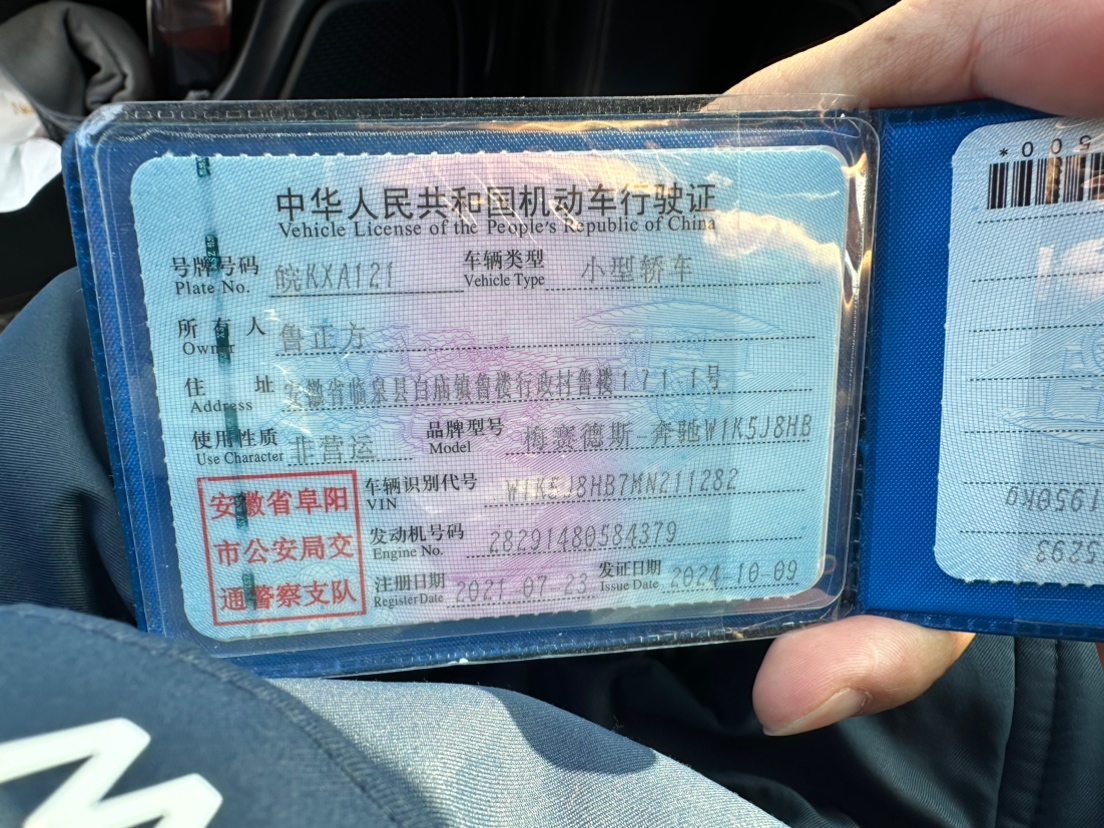 中华人民共和国机动车行驶证
Vehicle License of the People's Republic of China
号牌号码 皖KXA121 车辆类型 小型轿车
Plate No. Vehicle Type
所有人 鲁正方
Owner
住址 安徽省临泉县白庙镇鲁楼行政村鲁楼171-1号
Address
使用性质 非营运 品牌型号 梅赛德斯-奔驰W1K5J8HB
Use Character Model
车辆识别代号 W1K5J8HB7MN211282
VIN
发动机号码 28291480584379
Engine No.
注册日期 2021-07-23 发证日期 2024-10-09
Register Date Issue Date
安徽省阜阳
市公安局交
通警察支队
M